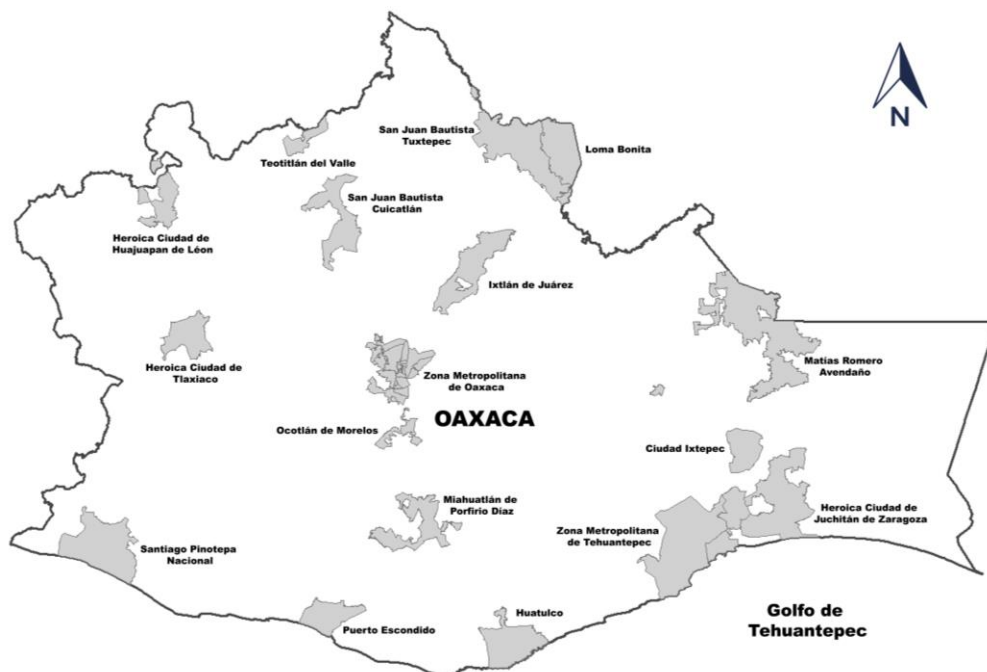 N
San Juan Bautista
Tuxtepec
Loma Bonita
Teotitlán del Valle
San Juan Bautista
Cuicatlán
Heroica Ciudad de
Huajuapan de Léon
Ixtlán de Juárez
Heroica Ciudad de
Tlaxiaco
Zona Metropolitana
de Oaxaca
Matías Romero
Avendaño
OAXACA
Ocotlán de Morelos
Ciudad Ixtepec
Miahuatlán de
Porfirio Díaz
Heroica Ciudad de
Juchitán de Zaragoza
Zona Metropolitana
de Tehuantepec
Santiago Pinotepa
Nacional
Puerto Escondido
Huatulco
Golfo de
Tehuantepec